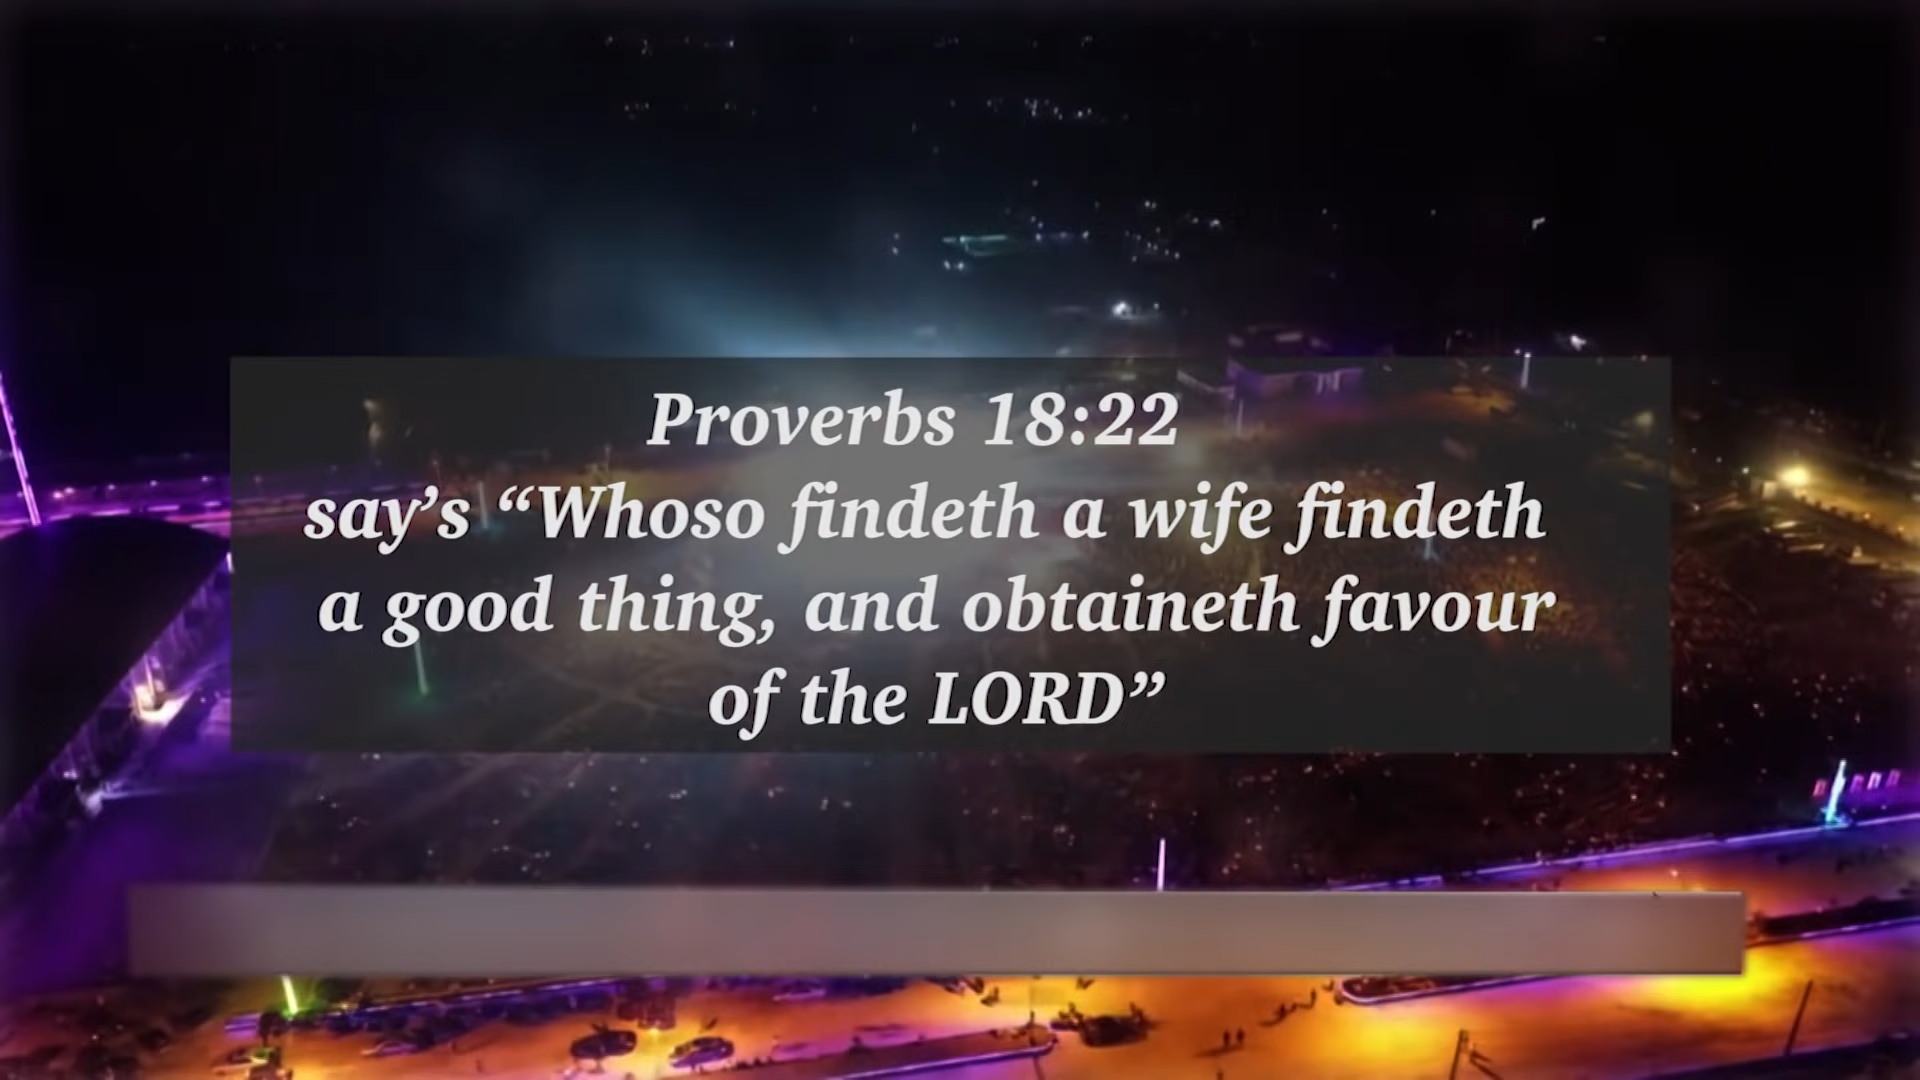 Proverbs 18:22
say’s “Whoso findeth a wife findeth
a good thing, and obtaineth favour
of the LORD”